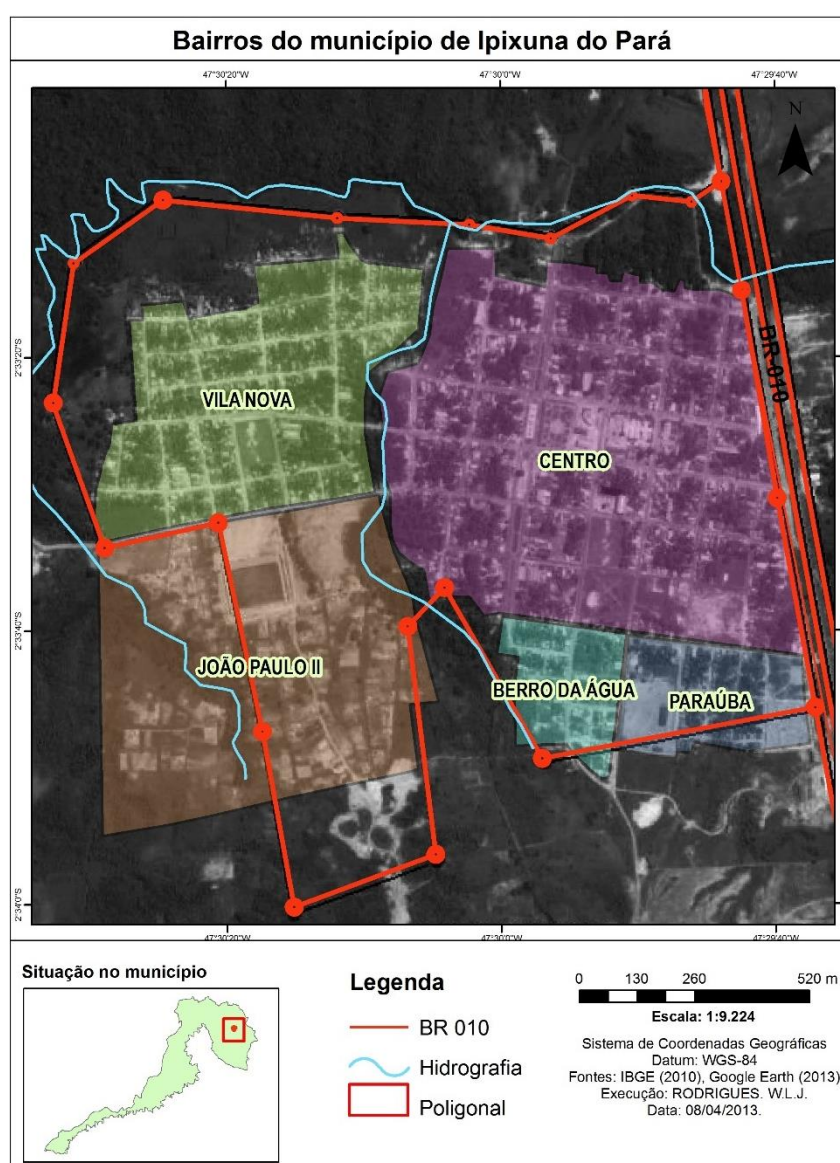 Bairros do município de Ipixuna do Pará
47°30'20"W 47°30'0"W 47°29'40"W
N
BR 010
2°33'20"S
VILA NOVA
CENTRO
2°33'40"S
JOÃO PAULO II
BERRO DA ÁGUA
PARAÚBA
2°34'0"S
47°30'20"W 47°30'0"W 47°29'40"W
Situação no município
Legenda
BR 010
Hidrografia
Poligonal
0 130 260 520 m
Escala: 1:9.224
Sistema de Coordenadas Geográficas
Datum: WGS-84
Fontes: IBGE (2010), Google Earth (2013)
Execução: RODRIGUES. W.L.J.
Data: 08/04/2013.